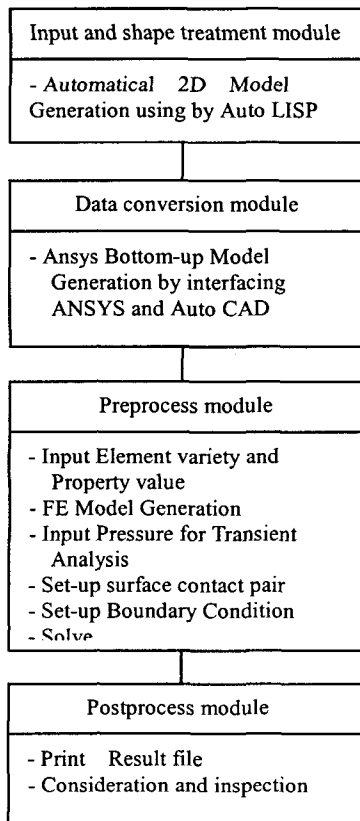 Input and shape treatment module
- Automatical 2D Model
Generation using by Auto LISP
Data conversion module
- Ansys Bottom-up Model
Generation by interfacing
ANSYS and Auto CAD
Preprocess module
- Input Element variety and
Property value
- FE Model Generation
- Input Pressure for Transient
Analysis
- Set-up surface contact pair
- Set-up Boundary Condition
- Solve
Postprocess module
- Print Result file
- Consideration and inspection